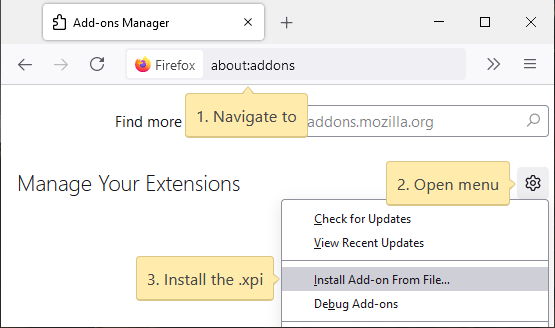 Add-ons Manager
Firefox about:addons
1. Navigate to
Find more addons.mozilla.org
Manage Your Extensions
2. Open menu
Check for Updates
View Recent Updates
3. Install the .xpi
Install Add-on From File...
Debug Add-ons